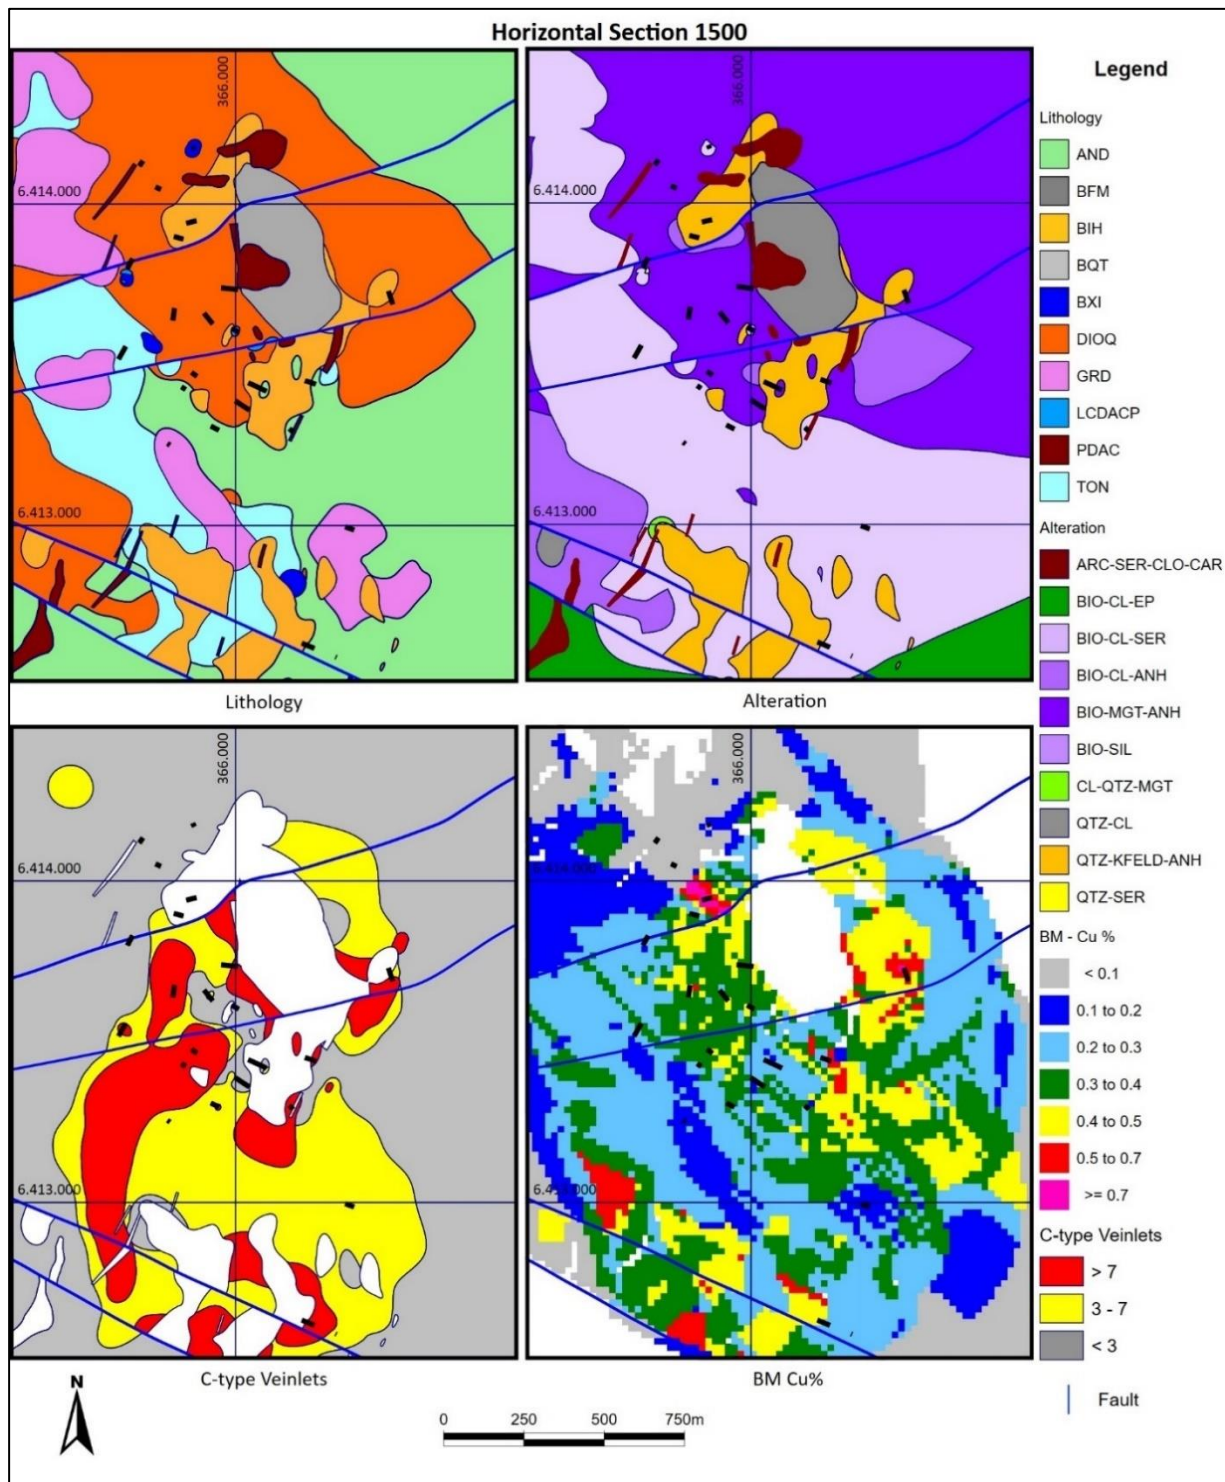 Horizontal Section 1500
366.000
6.414.000
6.413.000
Lithology
366.000
6.414.000
6.413.000
Alteration
366.000
6.414.000
6.413.000
C-type Veinlets
366.000
6.414.000
6.413.000
BM Cu%
Legend
Lithology
AND
BFM
BIH
BQT
BXI
DIOQ
GRD
LCDACP
PDAC
TON
Alteration
ARC-SER-CLO-CAR
BIO-CL-EP
BIO-CL-SER
BIO-CL-ANH
BIO-MGT-ANH
BIO-SIL
CL-QTZ-MGT
QTZ-CL
QTZ-KFELD-ANH
QTZ-SER
BM - Cu %
< 0.1
0.1 to 0.2
0.2 to 0.3
0.3 to 0.4
0.4 to 0.5
0.5 to 0.7
>= 0.7
C-type Veinlets
> 7
3 - 7
< 3
Fault
N
0 250 500 750m